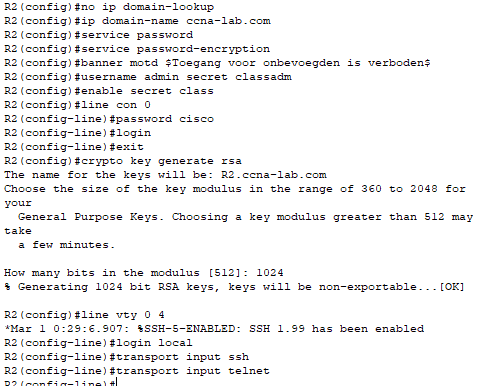 R2(config)#no ip domain-lookup
R2(config)#ip domain-name ccna-lab.com
R2(config)#service password
R2(config)#service password-encryption
R2(config)#banner motd $Toegang voor onbevoegden is verboden$
R2(config)#username admin secret classadm
R2(config)#enable secret class
R2(config)#line con 0
R2(config-line)#password cisco
R2(config-line)#login
R2(config-line)#exit
R2(config)#crypto key generate rsa
The name for the keys will be: R2.ccna-lab.com
Choose the size of the key modulus in the range of 360 to 2048 for
your
General Purpose Keys. Choosing a key modulus greater than 512 may
take
a few minutes.
How many bits in the modulus [512]: 1024
% Generating 1024 bit RSA keys, keys will be non-exportable...[OK]
R2(config)#line vty 0 4
*Mar 1 0:29:6.907: %SSH-5-ENABLED: SSH 1.99 has been enabled
R2(config-line)#login local
R2(config-line)#transport input ssh
R2(config-line)#transport input telnet
R2(config-line)#